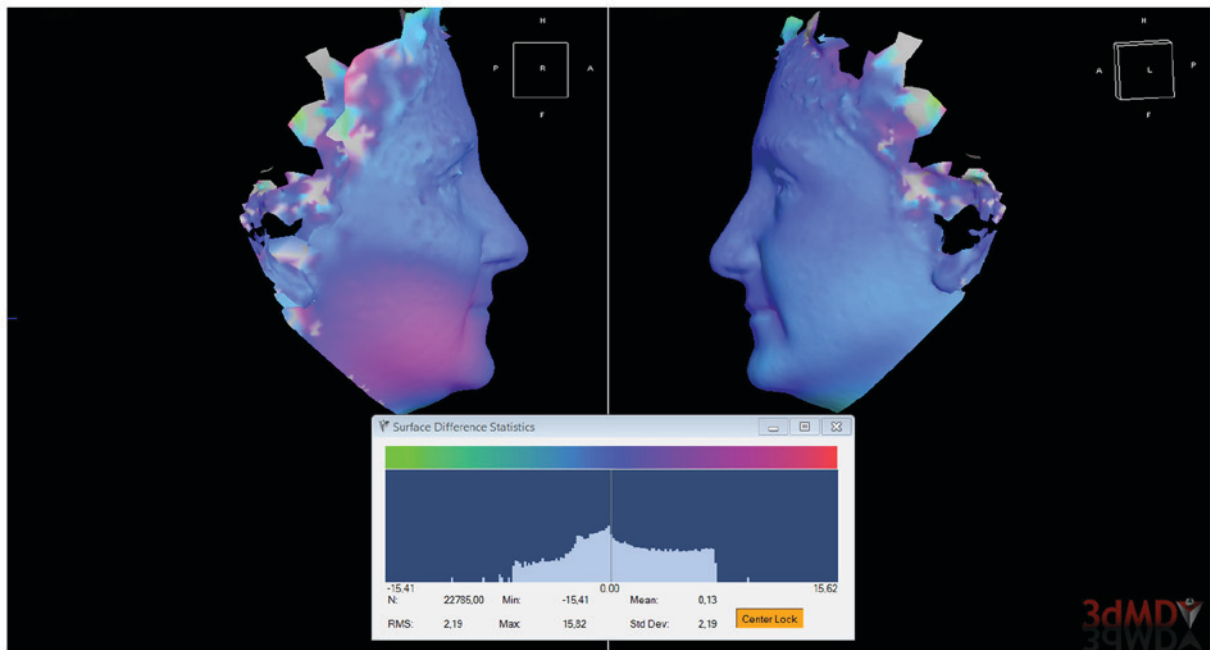 H
P R A
F
H
A L P
F
Surface Difference Statistics
-15.41 0.00 15.62
N: 22785,00 Min: -15,41 Mean: 0,13
RMS: 2,19 Max: 15,82 Std Dev: 2,19 Center Lock
3dMD